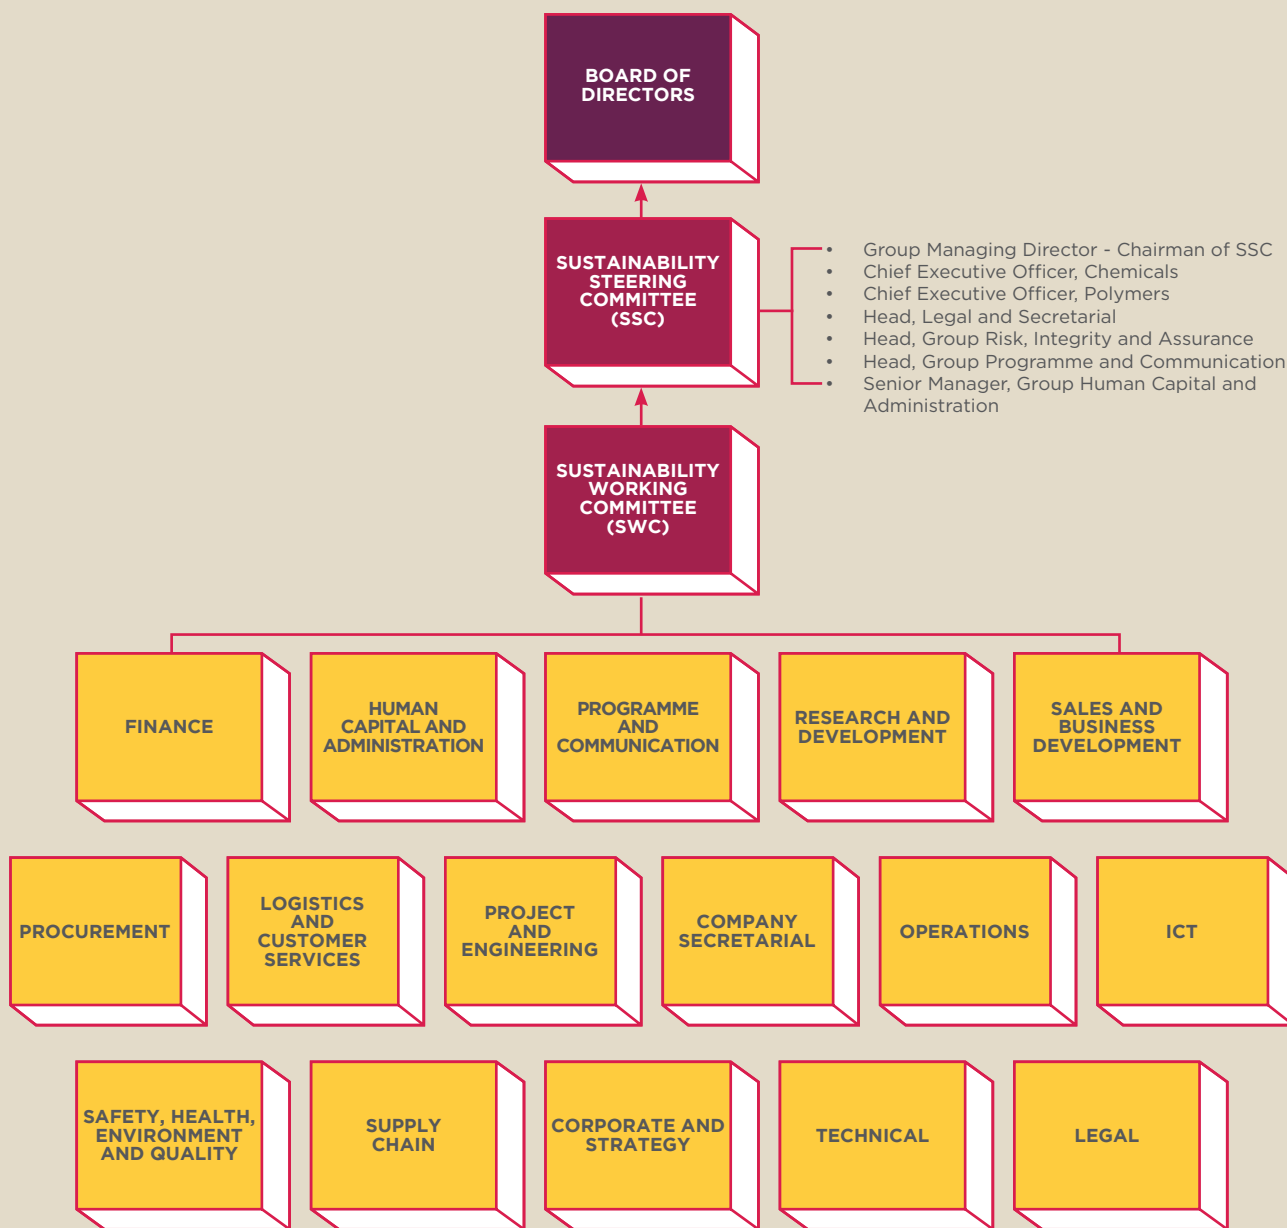 BOARD OF
DIRECTORS
SUSTAINABILITY
STEERING
COMMITTEE
(SSC)
• Group Managing Director - Chairman of SSC
• Chief Executive Officer, Chemicals
• Chief Executive Officer, Polymers
• Head, Legal and Secretarial
• Head, Group Risk, Integrity and Assurance
• Head, Group Programme and Communication
• Senior Manager, Group Human Capital and
Administration
SUSTAINABILITY
WORKING
COMMITTEE
(SWC)
FINANCE
HUMAN
CAPITAL AND
ADMINISTRATION
PROGRAMME
AND
COMMUNICATION
RESEARCH AND
DEVELOPMENT
SALES AND
BUSINESS
DEVELOPMENT
PROCUREMENT
LOGISTICS
AND
CUSTOMER
SERVICES
PROJECT
AND
ENGINEERING
COMPANY
SECRETARIAL
OPERATIONS
ICT
SAFETY, HEALTH,
ENVIRONMENT
AND QUALITY
SUPPLY
CHAIN
CORPORATE AND
STRATEGY
TECHNICAL
LEGAL